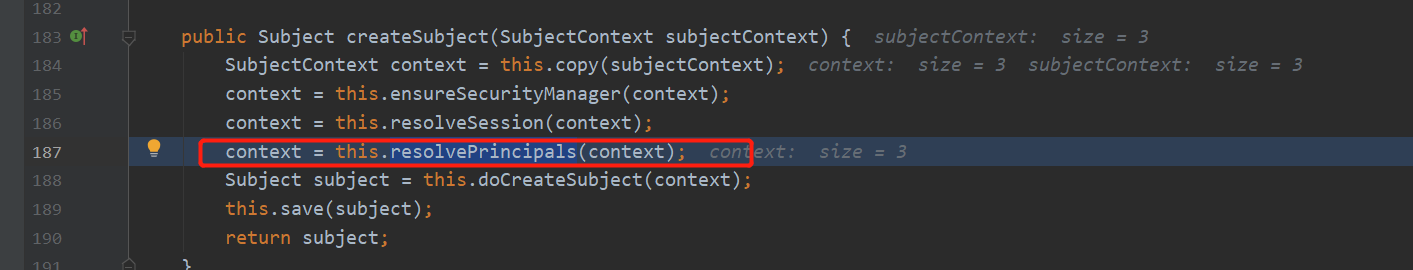 182
183 public Subject createSubject(SubjectContext subjectContext) { subjectContext: size = 3
184 SubjectContext context = this.copy(subjectContext); context: size = 3 subjectContext: size = 3
185 context = this.ensureSecurityManager(context);
186 context = this.resolveSession(context);
187 context = this.resolvePrincipals(context); context: size = 3
188 Subject subject = this.doCreateSubject(context);
189 this.save(subject);
190 return subject;
191 }